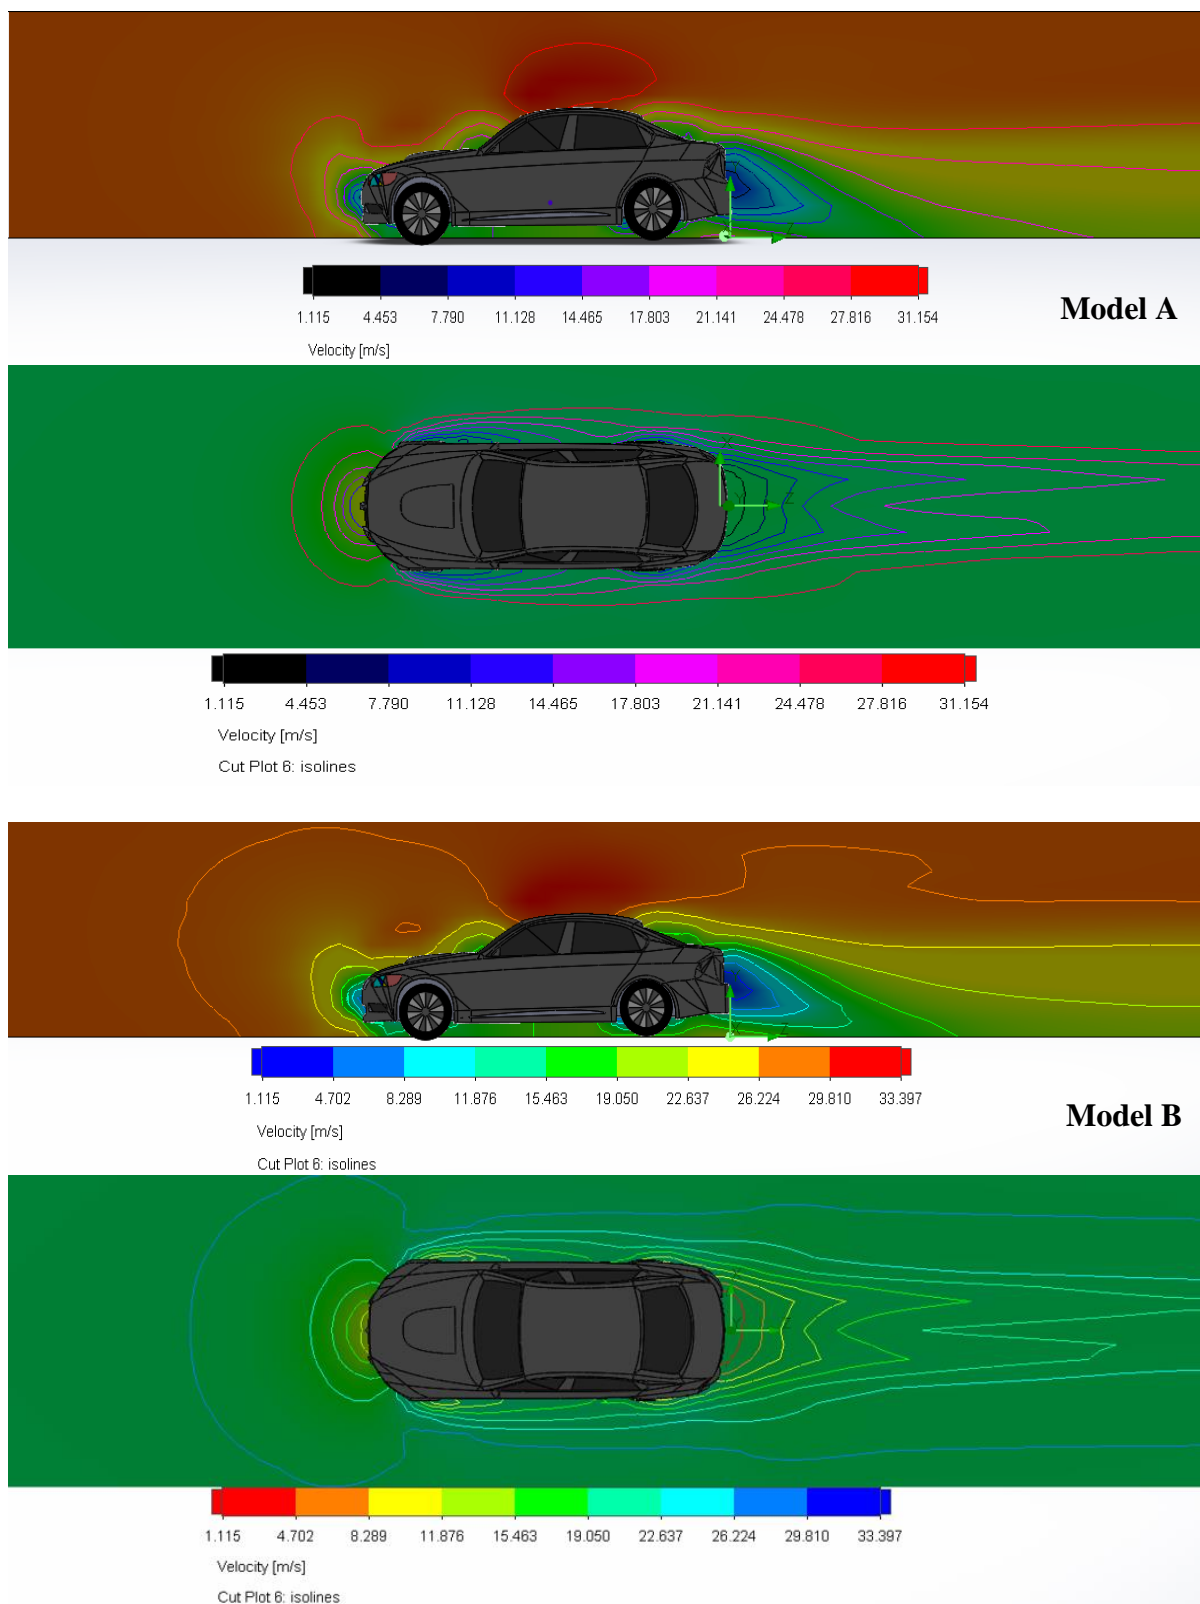 1.115 4.453 7.790 11.128 14.465 17.803 21.141 24.478 27.816 31.154
Model A
Velocity [m/s]
1.115 4.453 7.790 11.128 14.465 17.803 21.141 24.478 27.816 31.154
Velocity [m/s]
Cut Plot 6: isolines
1.115 4.702 8.289 11.876 15.463 19.050 22.637 26.224 29.810 33.397
Model B
Velocity [m/s]
Cut Plot 6: isolines
1.115 4.702 8.289 11.876 15.463 19.050 22.637 26.224 29.810 33.397
Velocity [m/s]
Cut Plot 6: isolines